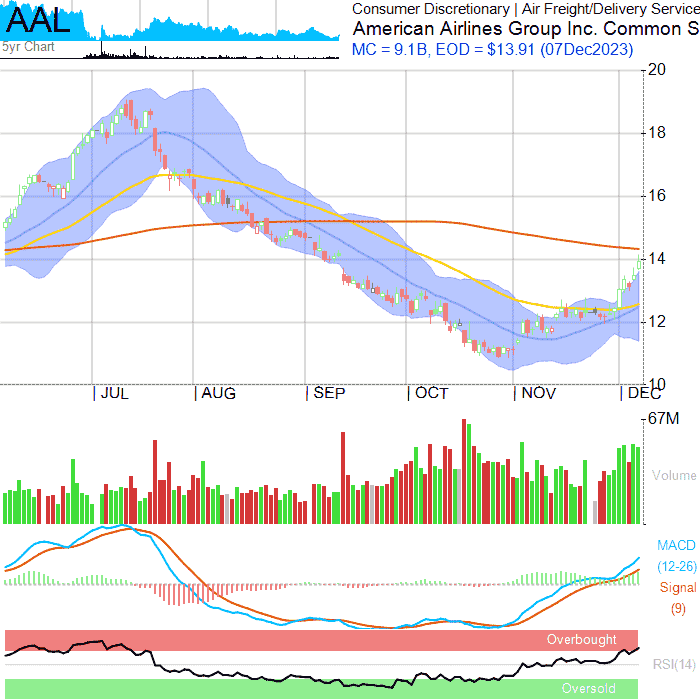 AAL
5yr Chart
Consumer Discretionary | Air Freight/Delivery Service
American Airlines Group Inc. Common S
MC = 9.1B, EOD = $13.91 (07Dec2023)
20
18
16
14
12
10
JUL AUG SEP OCT NOV DEC
67M
Volume
MACD
(12-26)
Signal
(9)
Overbought
RSI(14)
Oversold